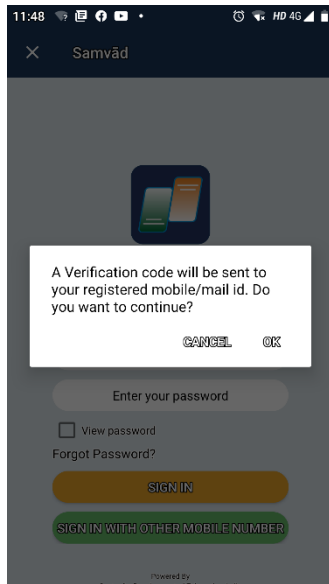 11:48 HD 4G
Samvād
A Verification code will be sent to
your registered mobile/mail id. Do
you want to continue?
CANCEL OK
Enter your password
View password
Forgot Password?
SIGN IN
SIGN IN WITH OTHER MOBILE NUMBER
Powered By